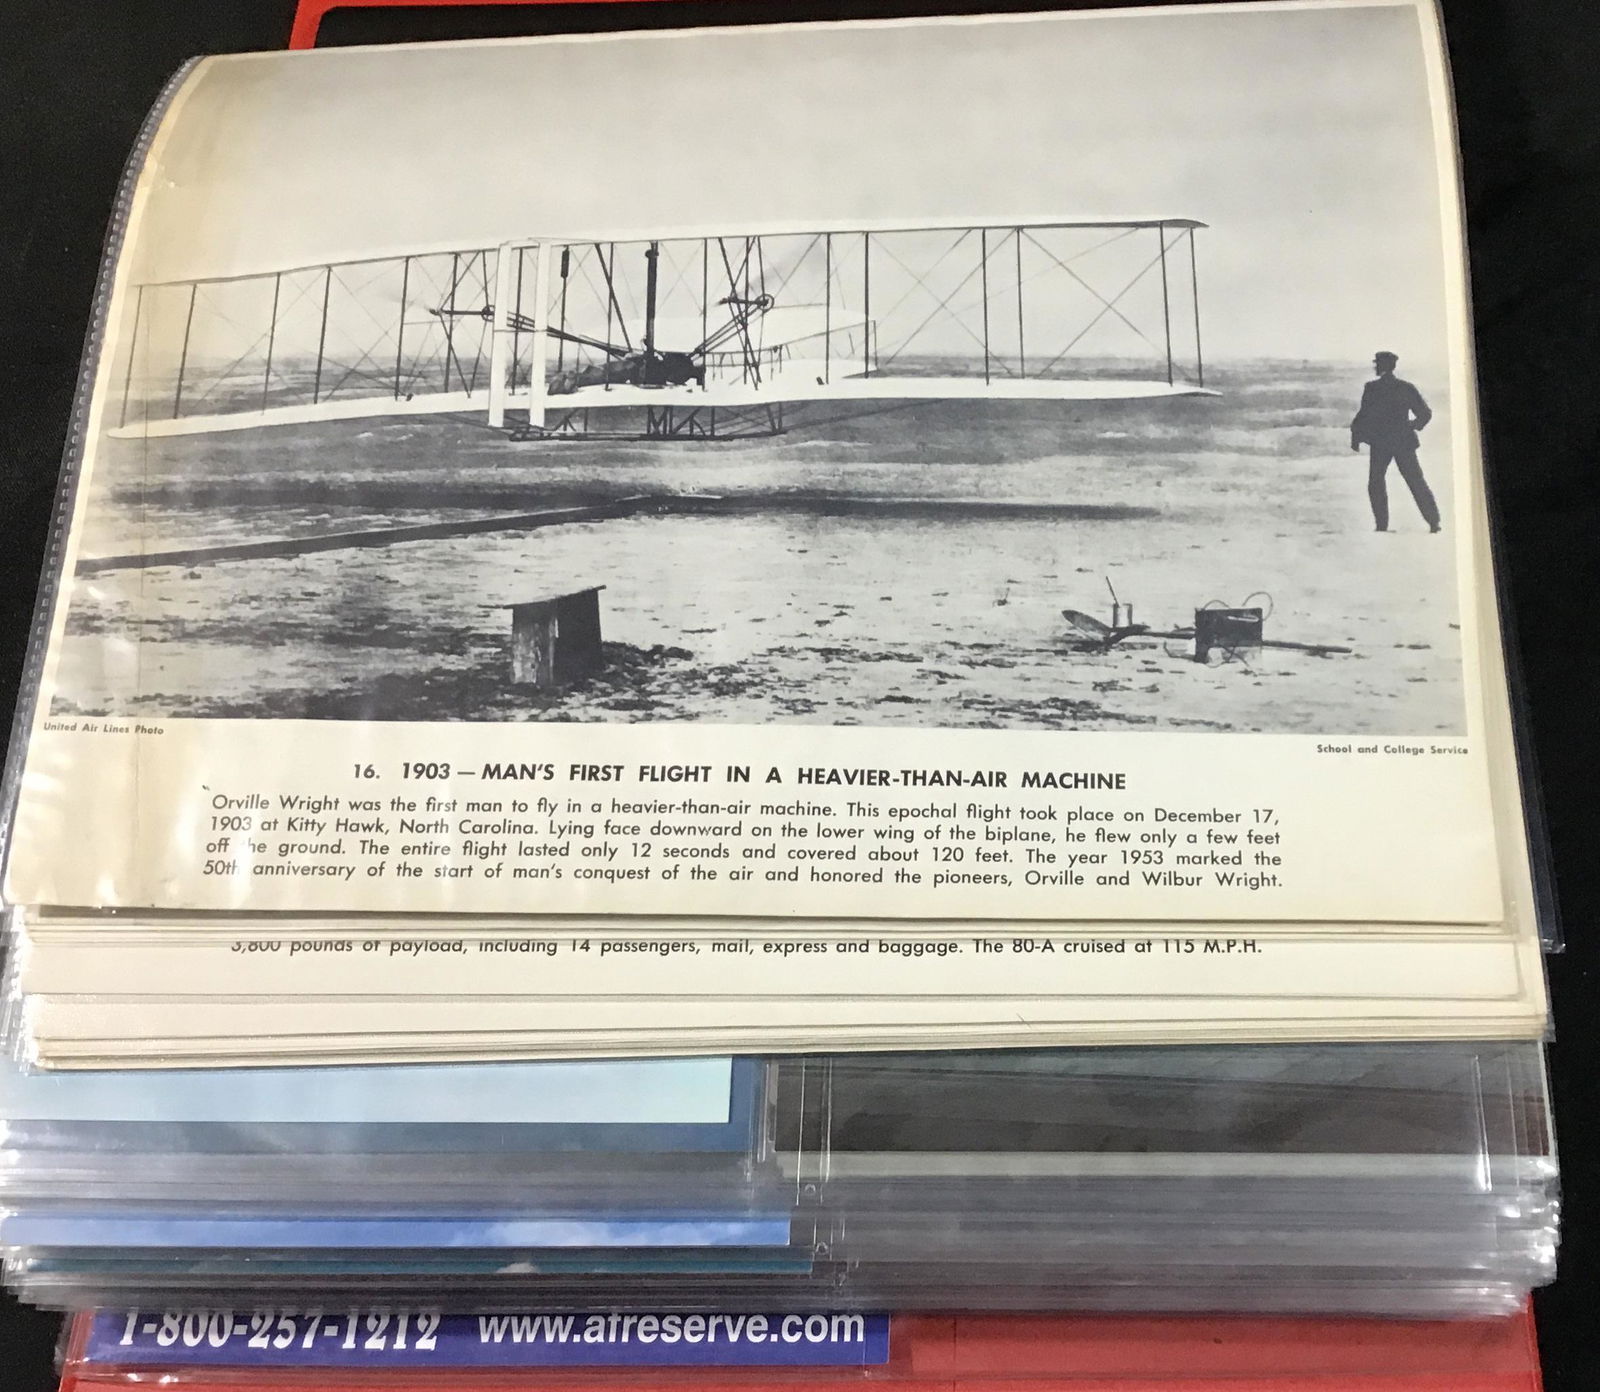 United Air Lines Photo
School and College Service
16. 1903 — MAN'S FIRST FLIGHT IN A HEAVIER-THAN-AIR MACHINE
Orville Wright was the first man to fly in a heavier-than-air machine. This epochal flight took place on December 17,
1903 at Kitty Hawk, North Carolina. Lying face downward on the lower wing of the biplane, he flew only a few feet
off the ground. The entire flight lasted only 12 seconds and covered about 120 feet. The year 1953 marked the
50th anniversary of the start of man's conquest of the air and honored the pioneers, Orville and Wilbur Wright.
pounds of payload, including 14 passengers, mail, express and baggage. The 80-A cruised at 115 M.P.H.
1-800-257-1212 www.afreserve.com